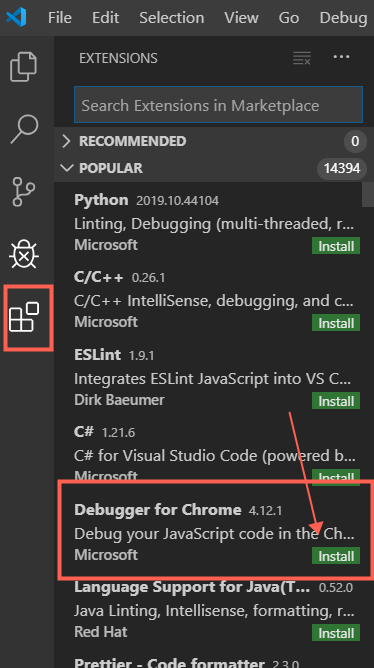 File Edit Selection View Go Debug
EXTENSIONS
Search Extensions in Marketplace
RECOMMENDED 0
POPULAR 14394
Python 2019.10.44104
Linting, Debugging (multi-threaded, r...
Microsoft Install
C/C++ 0.26.1
C/C++ IntelliSense, debugging, and c...
Microsoft Install
ESLint 1.9.1
Integrates ESLint JavaScript into VS C...
Dirk Baeumer Install
C# 1.21.6
C# for Visual Studio Code (powered b...
Microsoft Install
Debugger for Chrome 4.12.1
Debug your JavaScript code in the Ch...
Microsoft Install
Language Support for Java(T... 0.52.0
Java Linting, Intellisense, formatting, r...
Red Hat Install
Prettier - Code formatter 2.3.0